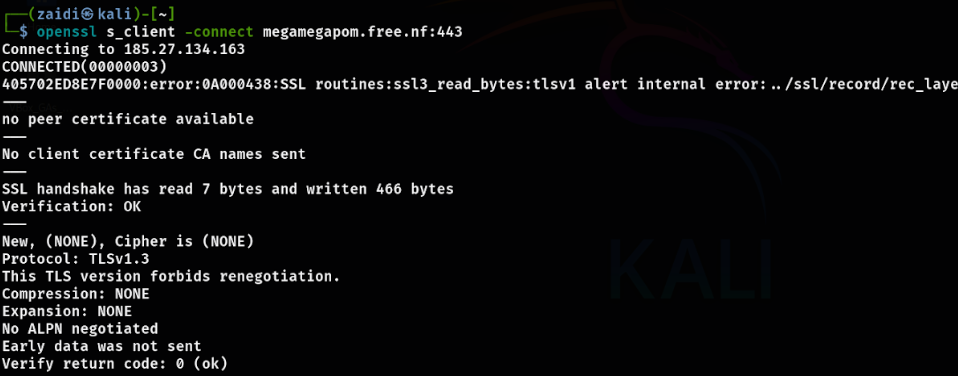 ┌──(zaidi㉿kali)-[~]
└─$ openssl s_client -connect megamegapom.free.nf:443
Connecting to 185.27.134.163
CONNECTED(00000003)
405702ED8E7F0000:error:0A000438:SSL routines:ssl3_read_bytes:tlsv1 alert internal error:../ssl/record/rec_laye
---
no peer certificate available
---
No client certificate CA names sent
---
SSL handshake has read 7 bytes and written 466 bytes
Verification: OK
---
New, (NONE), Cipher is (NONE)
Protocol: TLSv1.3
This TLS version forbids renegotiation.
Compression: NONE
Expansion: NONE
No ALPN negotiated
Early data was not sent
Verify return code: 0 (ok)
KALI